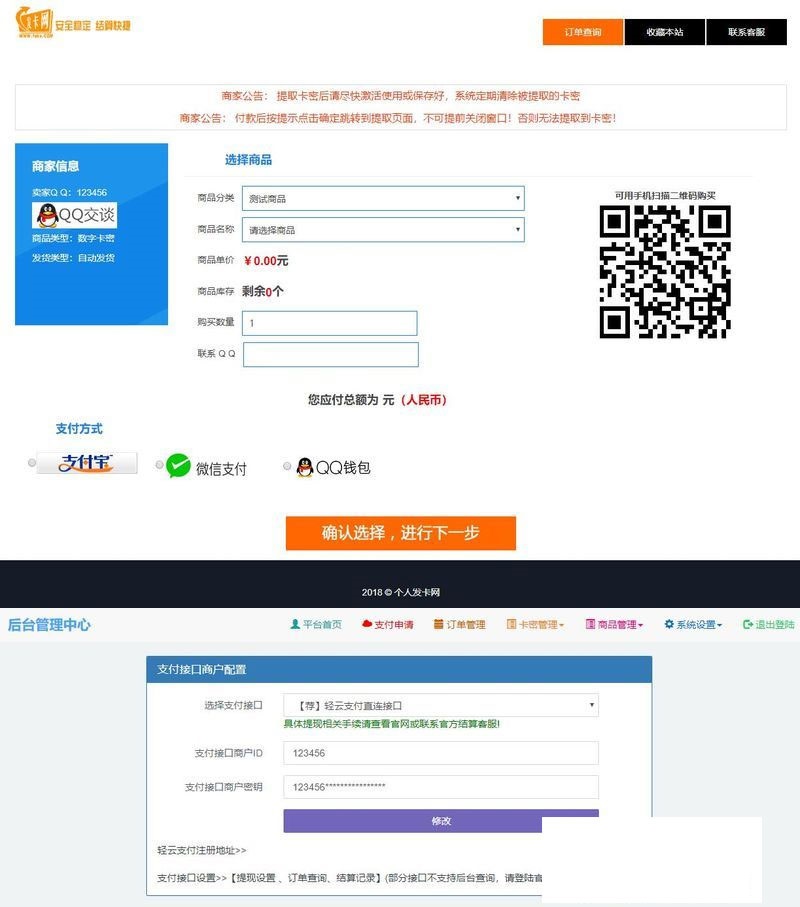 发卡网
安全稳定 结算快捷
订单查询
收藏本站
联系客服
商家公告： 提取卡密后请尽快激活使用或保存好，系统定期清除被提取的卡密
商家公告： 付款后按提示点击确定跳转到提取页面，不可提前关闭窗口！否则无法提取到卡密！
商家信息
卖家Q Q：123456
QQ交谈
商品类型：数字卡密
发货类型：自动发货
选择商品
商品分类 测试商品
商品名称 请选择商品
商品单价 ￥0.00元
商品库存 剩余0个
购买数量 1
联系 Q Q
可用手机扫描二维码购买
您应付总额为 元（人民币）
支付方式
支付宝
微信支付
QQ钱包
确认选择，进行下一步
2018 © 个人发卡网
后台管理中心
平台首页
支付申请
订单管理
卡密管理
商品管理
系统设置
退出登陆
支付接口商户配置
选择支付接口 【荐】轻云支付直连接口
具体提现相关手续请查看官网或联系官方结算客服!
支付接口商户ID 123456
支付接口商户密钥 123456****************
修改
轻云支付注册地址>>
支付接口设置>>【提现设置 、订单查询、结算记录】(部分接口不支持后台查询，请登陆官